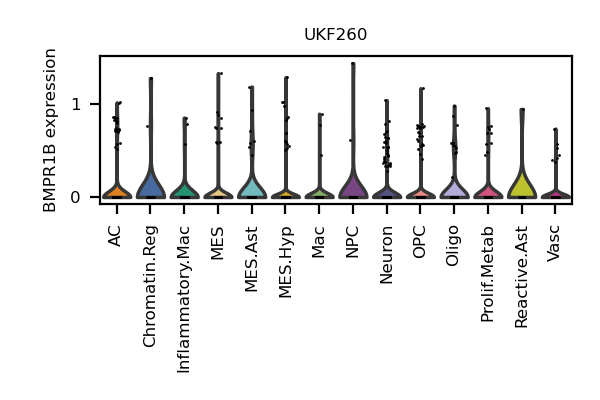 UKF260
BMPR1B expression
1
0
AC
Chromatin.Reg
Inflammatory.Mac
MES
MES.Ast
MES.Hyp
Mac
NPC
Neuron
OPC
Oligo
Prolif.Metab
Reactive.Ast
Vasc